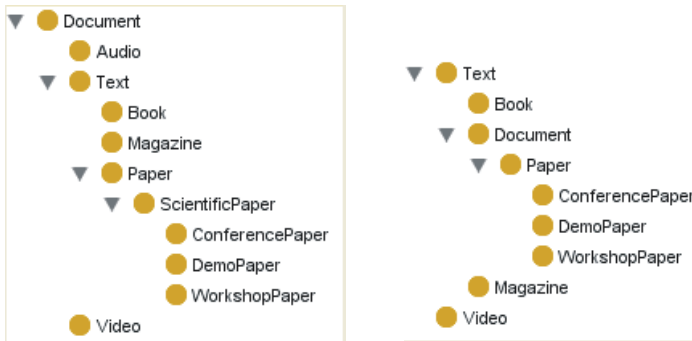 Document
Audio
Text
Book
Magazine
Paper
ScientificPaper
ConferencePaper
DemoPaper
WorkshopPaper
Video
Text
Book
Document
Paper
ConferencePaper
DemoPaper
WorkshopPaper
Magazine
Video